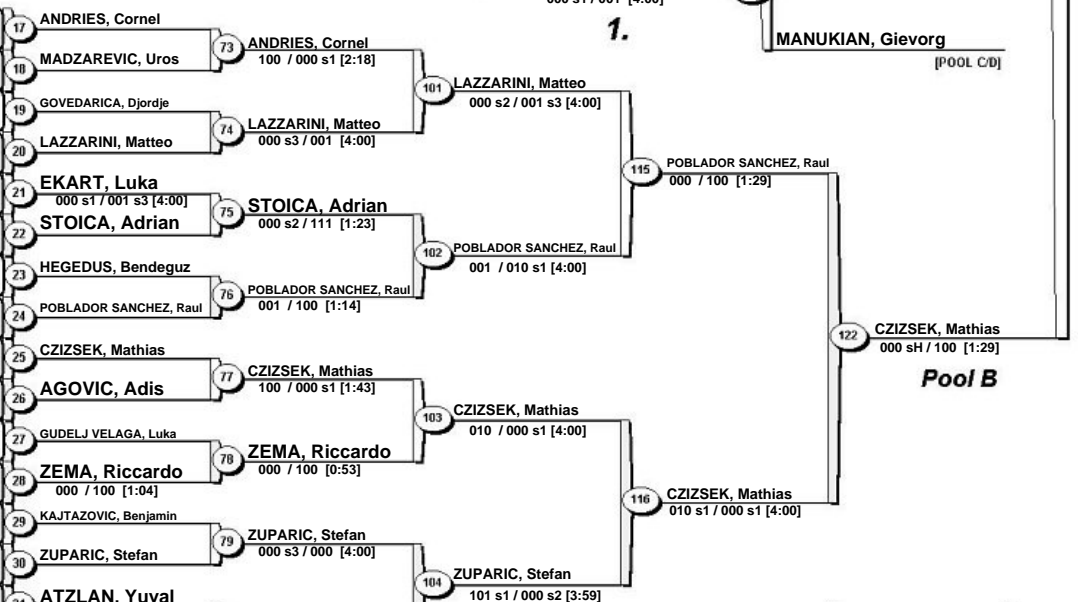 1.
MANUKIAN, Gievorg
[POOL C/D]
17
ANDRIES, Cornel
18
MADZAREVIC, Uros
73
ANDRIES, Cornel
100 / 000 s1 [2:18]
19
GOVEDARICA, Djordje
20
LAZZARINI, Matteo
74
LAZZARINI, Matteo
000 s3 / 001 [4:00]
101
LAZZARINI, Matteo
000 s2 / 001 s3 [4:00]
21
EKART, Luka
000 s1 / 001 s3 [4:00]
22
STOICA, Adrian
75
STOICA, Adrian
000 s2 / 111 [1:23]
23
HEGEDUS, Bendeguz
24
POBLADOR SANCHEZ, Raul
76
POBLADOR SANCHEZ, Raul
001 / 100 [1:14]
102
POBLADOR SANCHEZ, Raul
001 / 010 s1 [4:00]
115
POBLADOR SANCHEZ, Raul
000 / 100 [1:29]
25
CZIZSEK, Mathias
26
AGOVIC, Adis
77
CZIZSEK, Mathias
100 / 000 s1 [1:43]
27
GUDELJ VELAGA, Luka
28
ZEMA, Riccardo
000 / 100 [1:04]
78
ZEMA, Riccardo
000 / 100 [0:53]
103
CZIZSEK, Mathias
010 / 000 s1 [4:00]
29
KAJTAZOVIC, Benjamin
30
ZUPARIC, Stefan
79
ZUPARIC, Stefan
000 s3 / 000 [4:00]
104
ZUPARIC, Stefan
101 s1 / 000 s2 [3:59]
116
CZIZSEK, Mathias
010 s1 / 000 s1 [4:00]
122
CZIZSEK, Mathias
000 sH / 100 [1:29]
Pool B
ATZLAN, Yuval